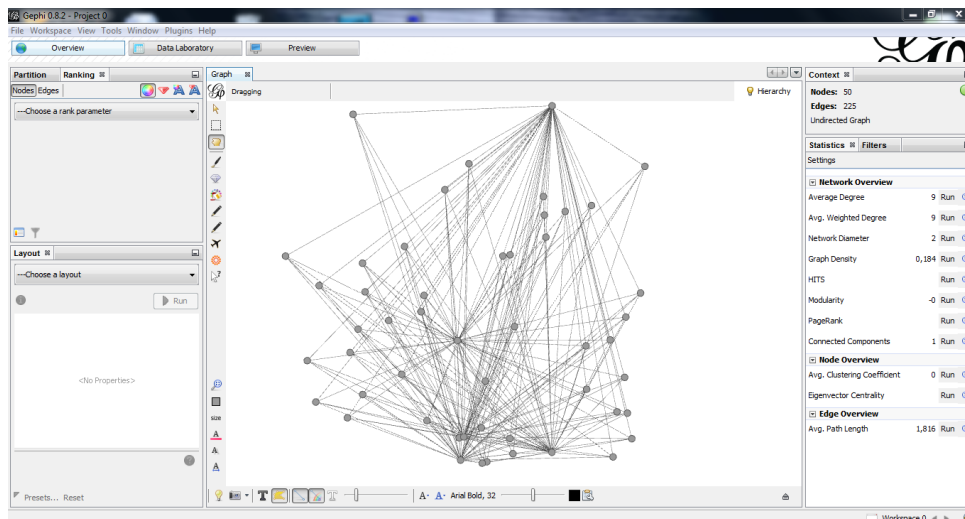 Gephi 0.8.2 - Project 0
File Workspace View Tools Window Plugins Help
Overview Data Laboratory Preview
Partition Ranking
Nodes Edges
---Choose a rank parameter
Layout
---Choose a layout
Run
<No Properties>
Presets... Reset
Graph
Dragging
Hierarchy
SIZE
A
A
A
T T A- A- Arial Bold, 32
Context
Nodes: 50
Edges: 225
Undirected Graph
Statistics Filters
Settings
Network Overview
Average Degree 9 Run
Avg. Weighted Degree 9 Run
Network Diameter 2 Run
Graph Density 0,184 Run
HITS Run
Modularity -0 Run
PageRank Run
Connected Components 1 Run
Node Overview
Avg. Clustering Coefficient 0 Run
Eigenvector Centrality Run
Edge Overview
Avg. Path Length 1,816 Run
Workspace 0